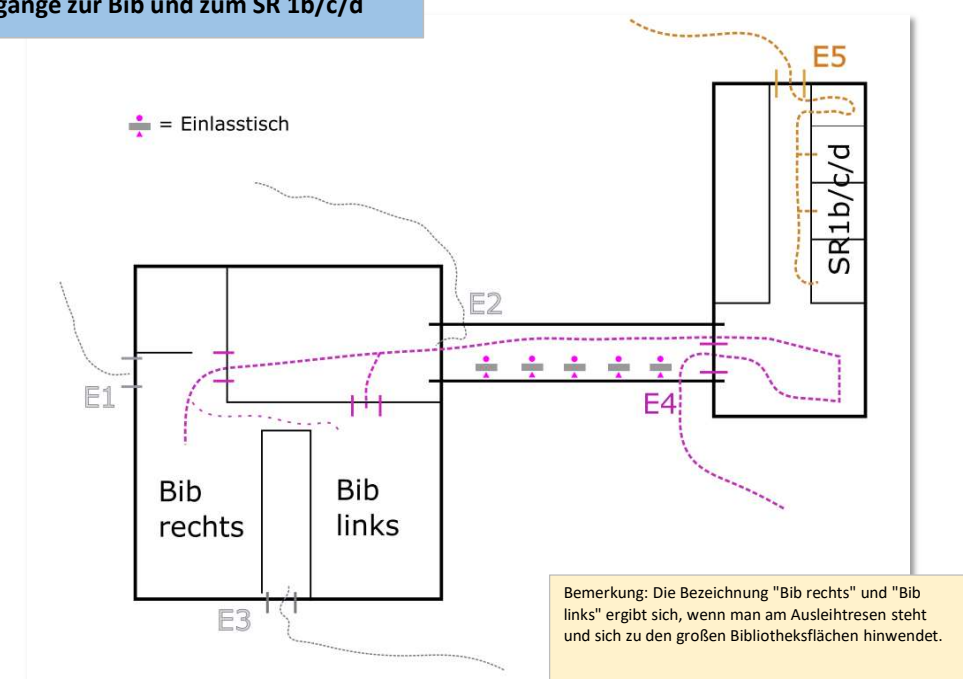 gänge zur Bib und zum SR 1b/c/d
E5
= Einlasstisch
SR1b/c/d
E2
E1
E4
Bib
rechts
Bib
links
E3
Bemerkung: Die Bezeichnung "Bib rechts" und "Bib
links" ergibt sich, wenn man am Ausleihtresen steht
und sich zu den großen Bibliotheksflächen hinwendet.